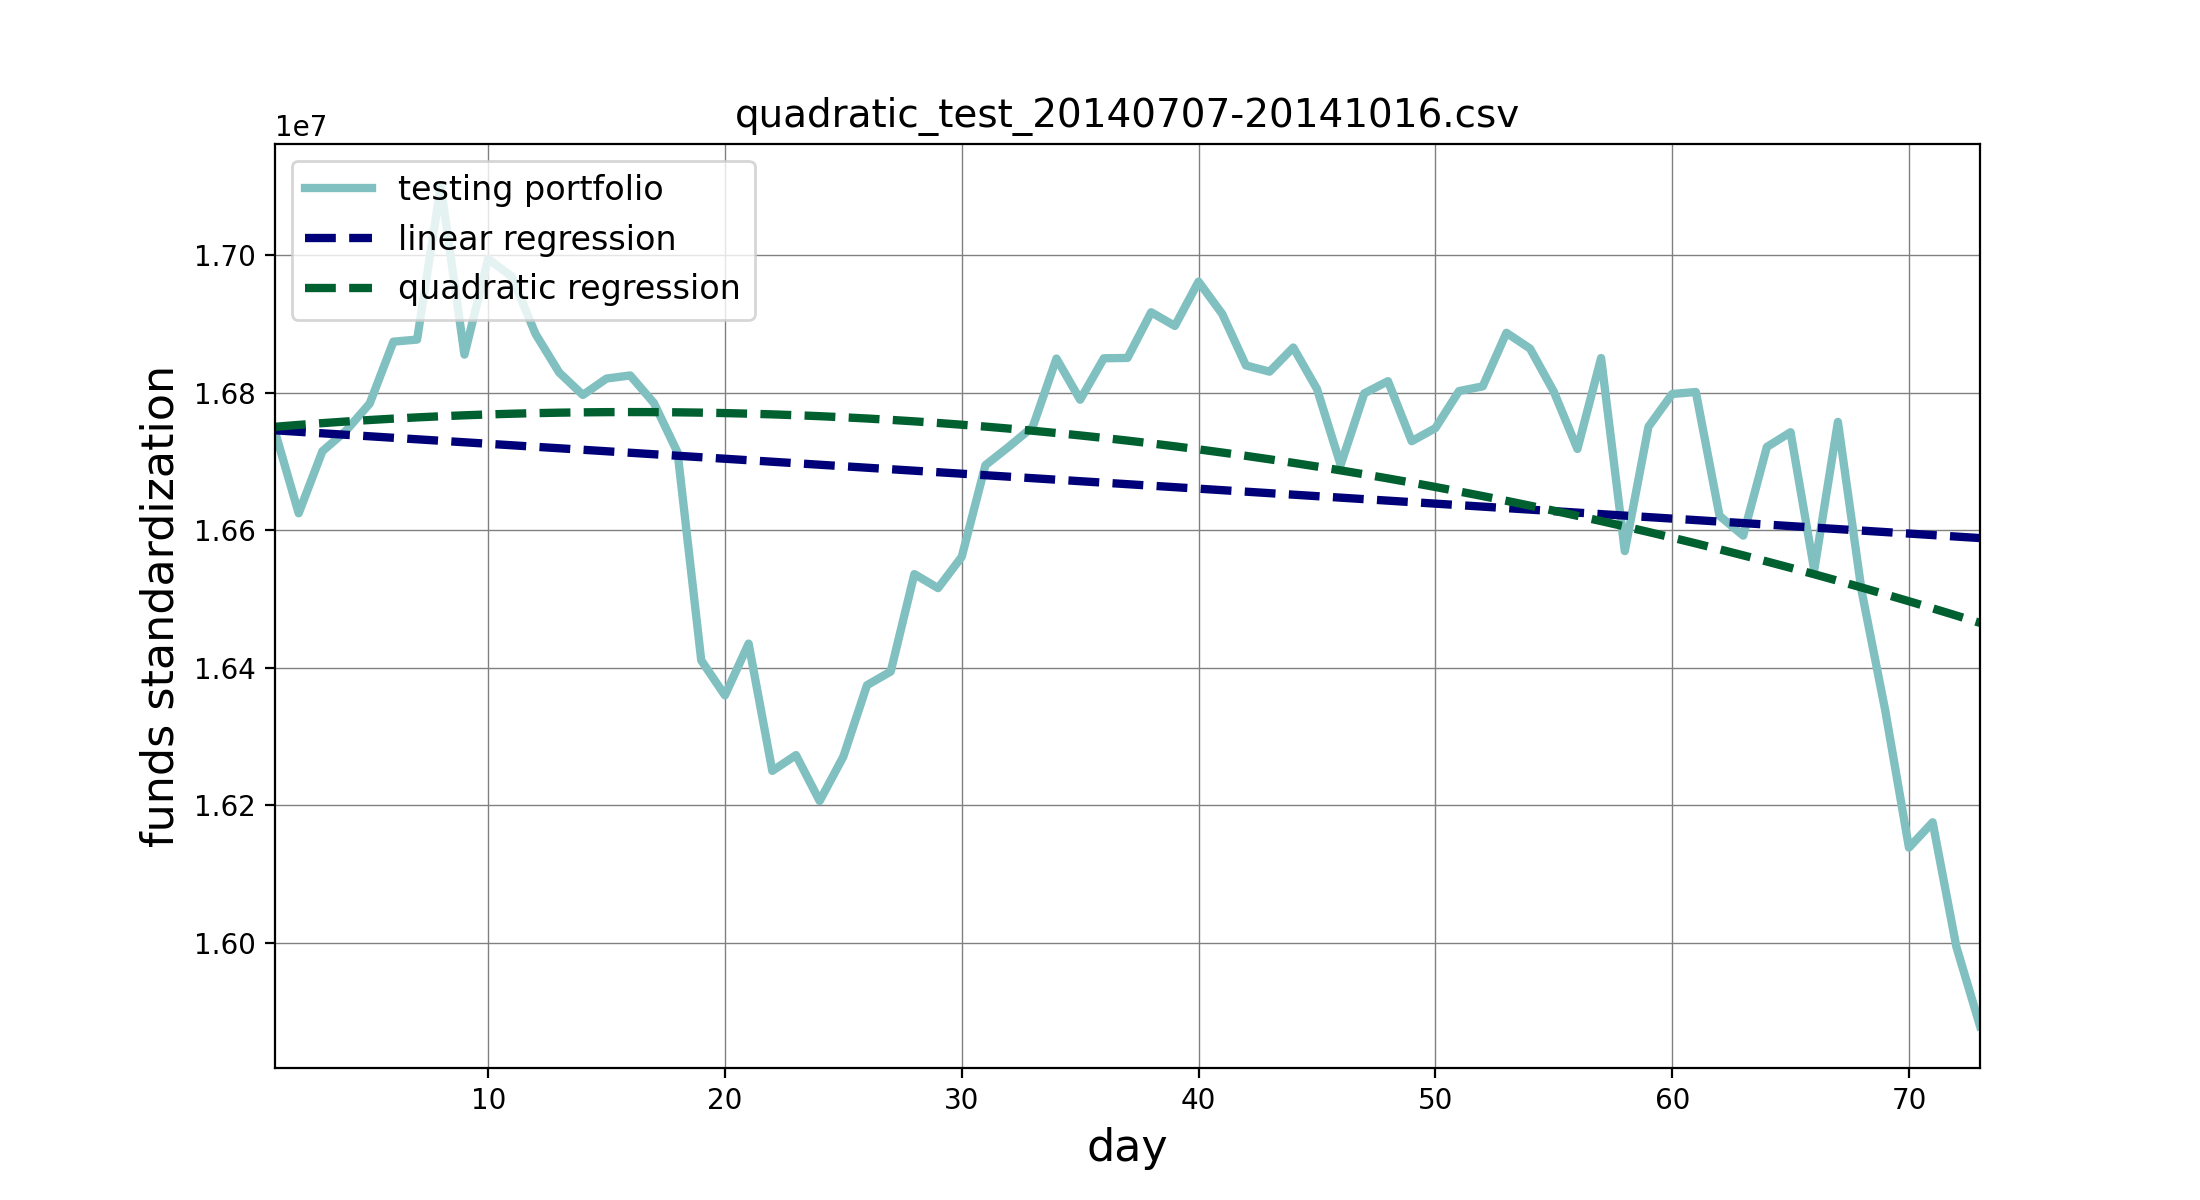 quadratic_test_20140707-20141016.csv
1e7
testing portfolio
linear regression
quadratic regression
1.70
1.68
1.66
1.64
1.62
1.60
funds standardization
10 20 30 40 50 60 70
day